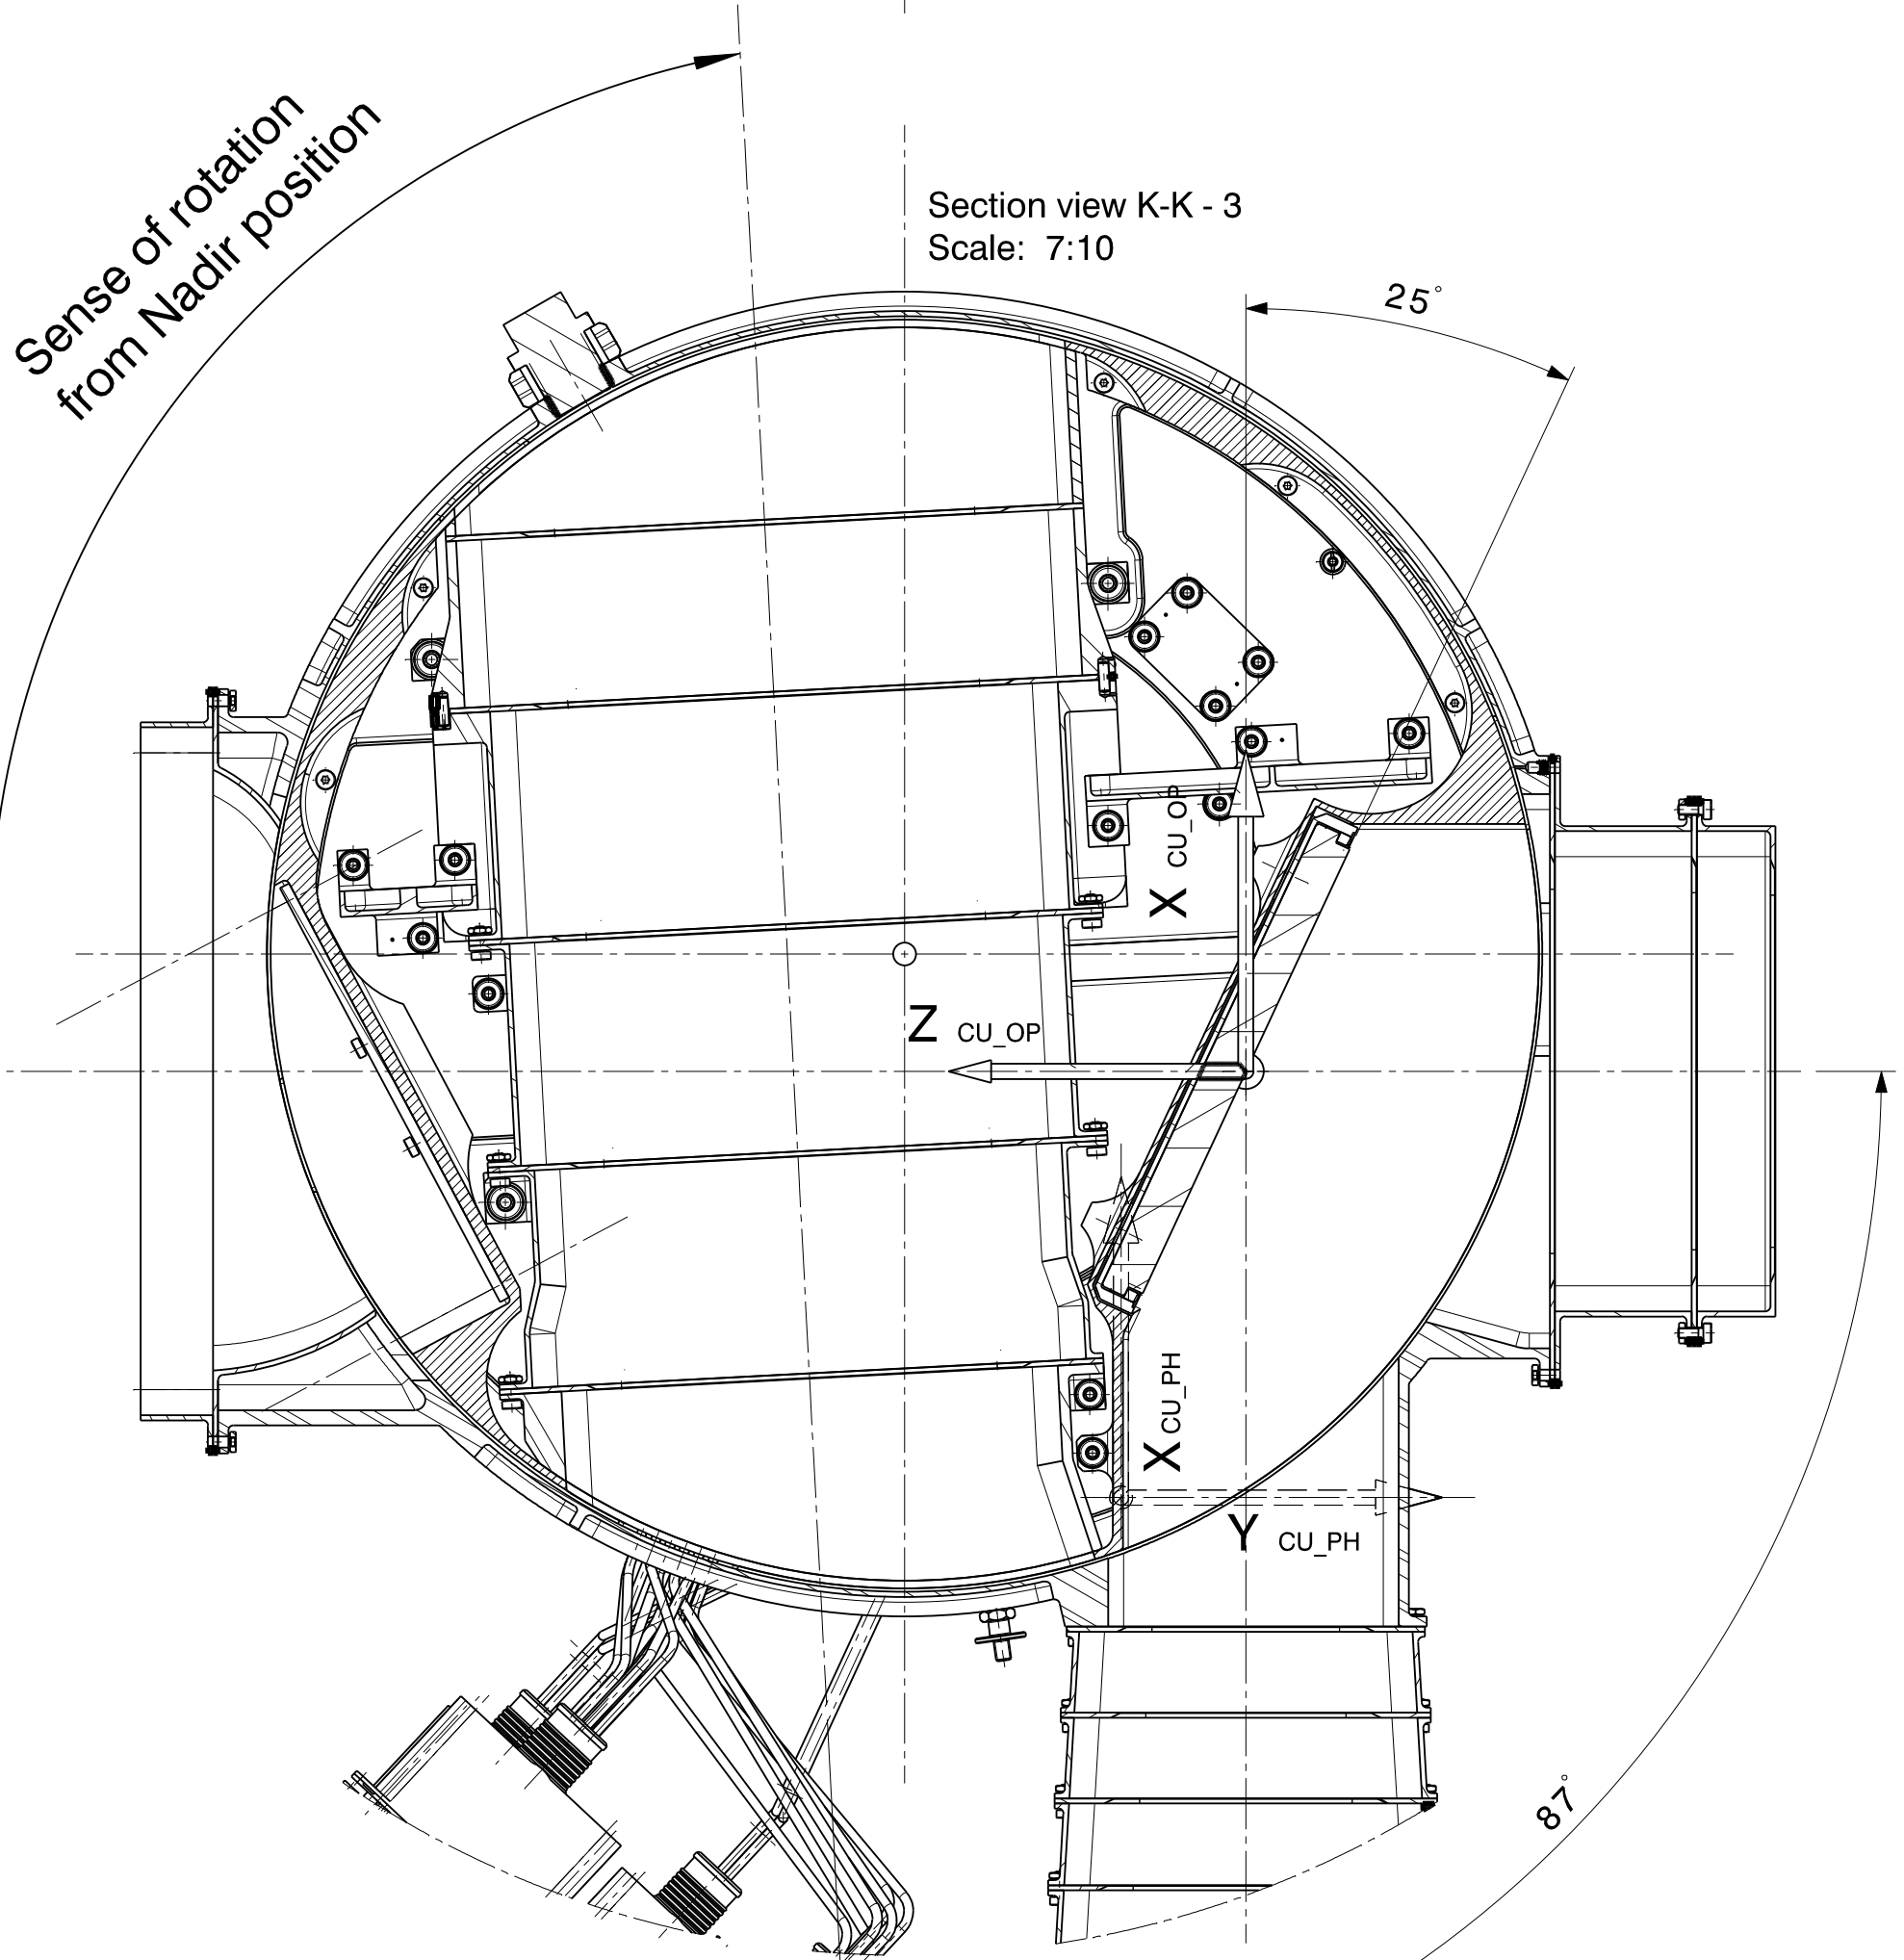 Sense of rotation
from Nadir position
Section view K-K - 3
Scale: 7:10
25°
X CU_OP
Z CU_OP
X CU_PH
Y CU_PH
87°